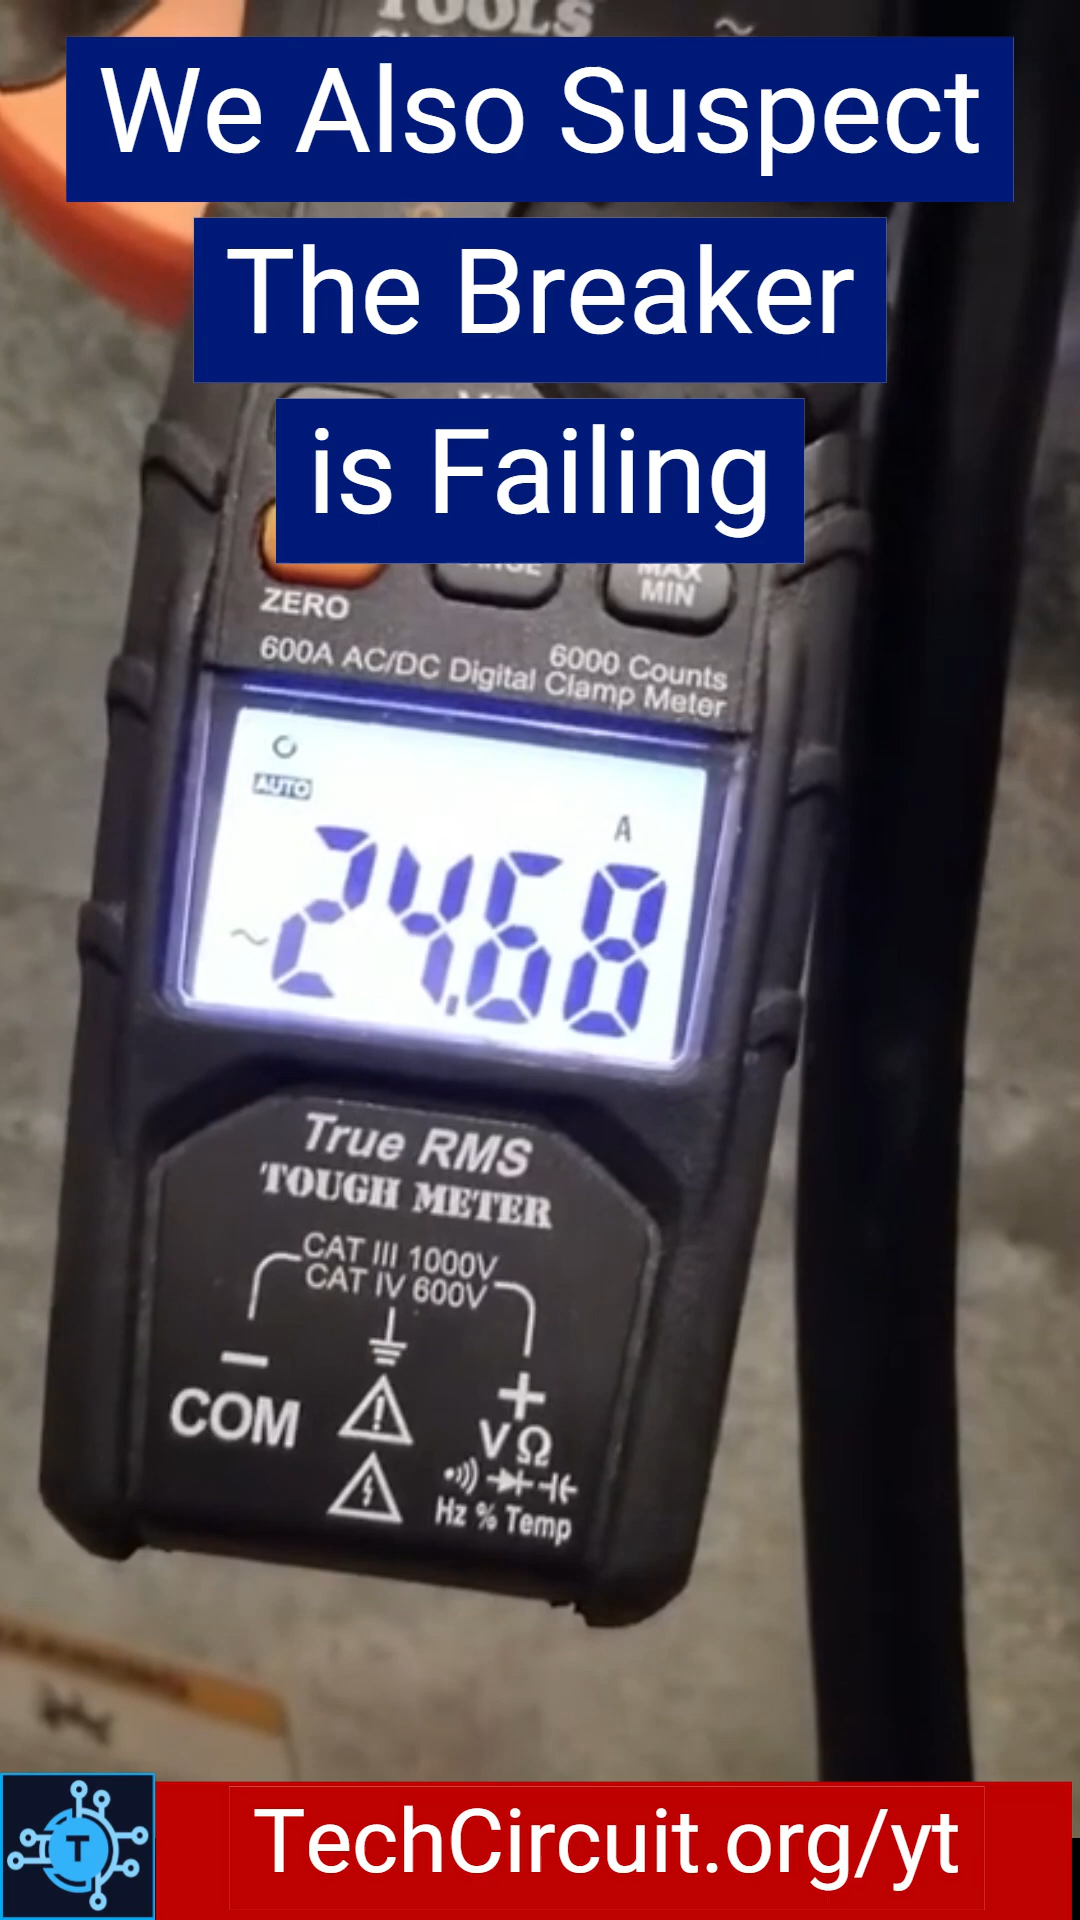 TOOLS
We Also Suspect
The Breaker
is Failing
MAX
MIN
ZERO
600A AC/DC Digital Clamp Meter
6000 Counts
AUTO
A
~24.68
True RMS
TOUGH METER
CAT III 1000V
CAT IV 600V
−
+
COM
VΩ
Hz % Temp
T
TechCircuit.org/yt